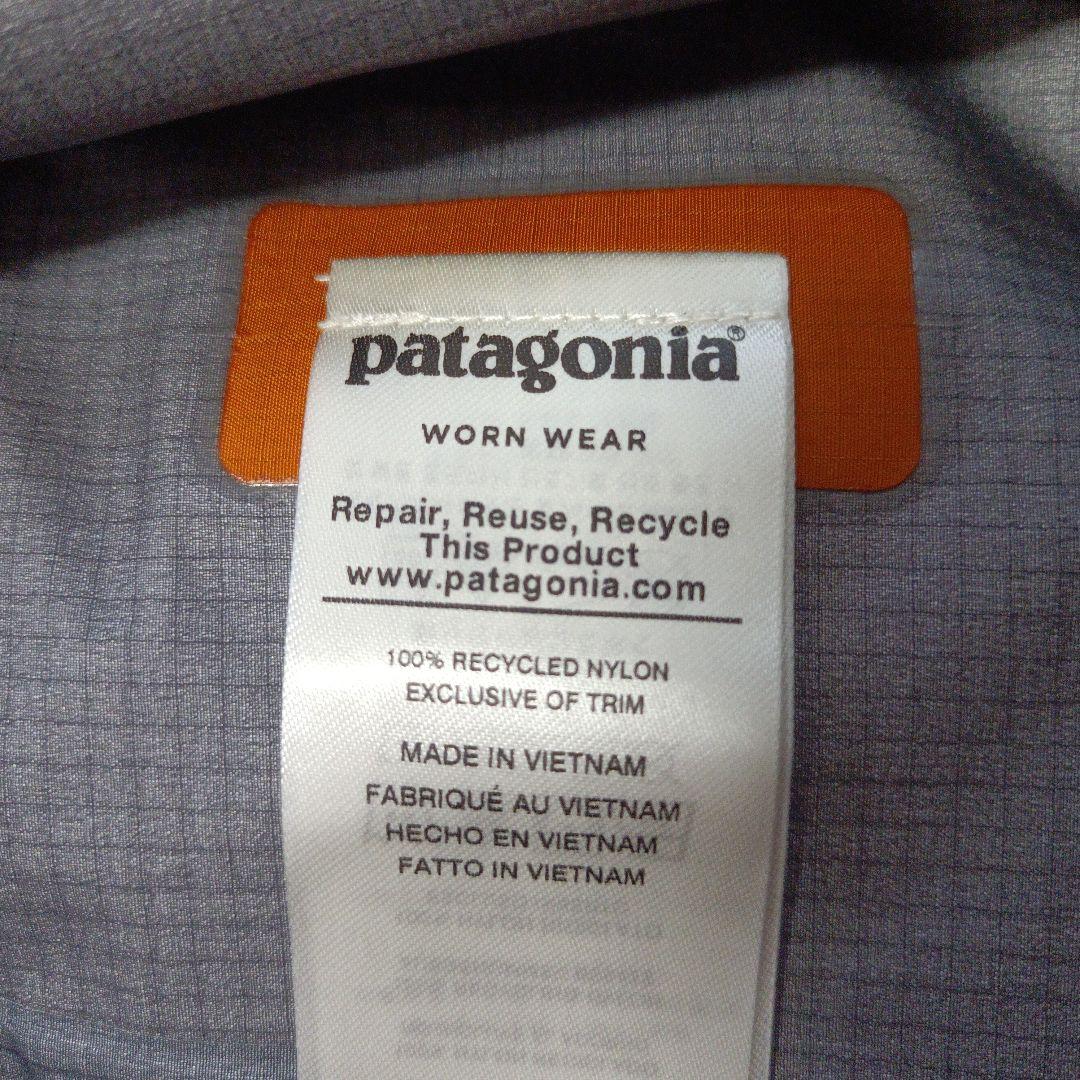 patagonia®
WORN WEAR
Repair, Reuse, Recycle
This Product
www.patagonia.com
100% RECYCLED NYLON
EXCLUSIVE OF TRIM
MADE IN VIETNAM
FABRIQUÉ AU VIETNAM
HECHO EN VIETNAM
FATTO IN VIETNAM